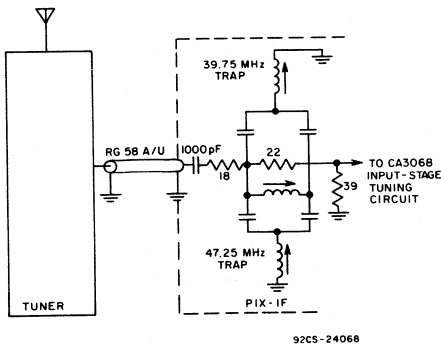 39.75 MHz
TRAP
RG 58 A/U
1000pF
18
22
TO CA3068
INPUT-STAGE
TUNING
CIRCUIT
39
47.25 MHz
TRAP
TUNER
PIX-IF
92CS-24068